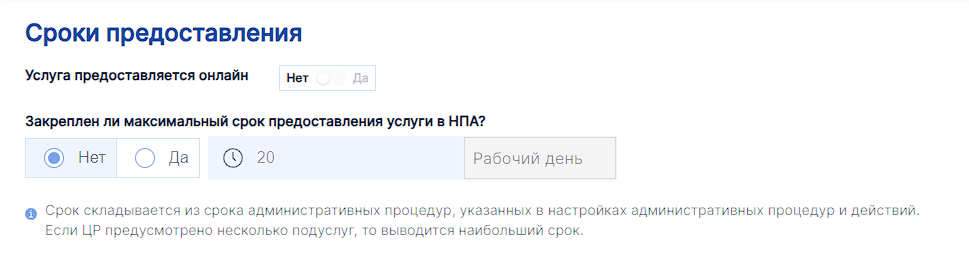 Сроки предоставления
Услуга предоставляется онлайн Нет Да
Закреплен ли максимальный срок предоставления услуги в НПА?
Нет Да 20 Рабочий день
Срок складывается из срока административных процедур, указанных в настройках административных процедур и действий.
Если ЦР предусмотрено несколько подуслуг, то выводится наибольший срок.